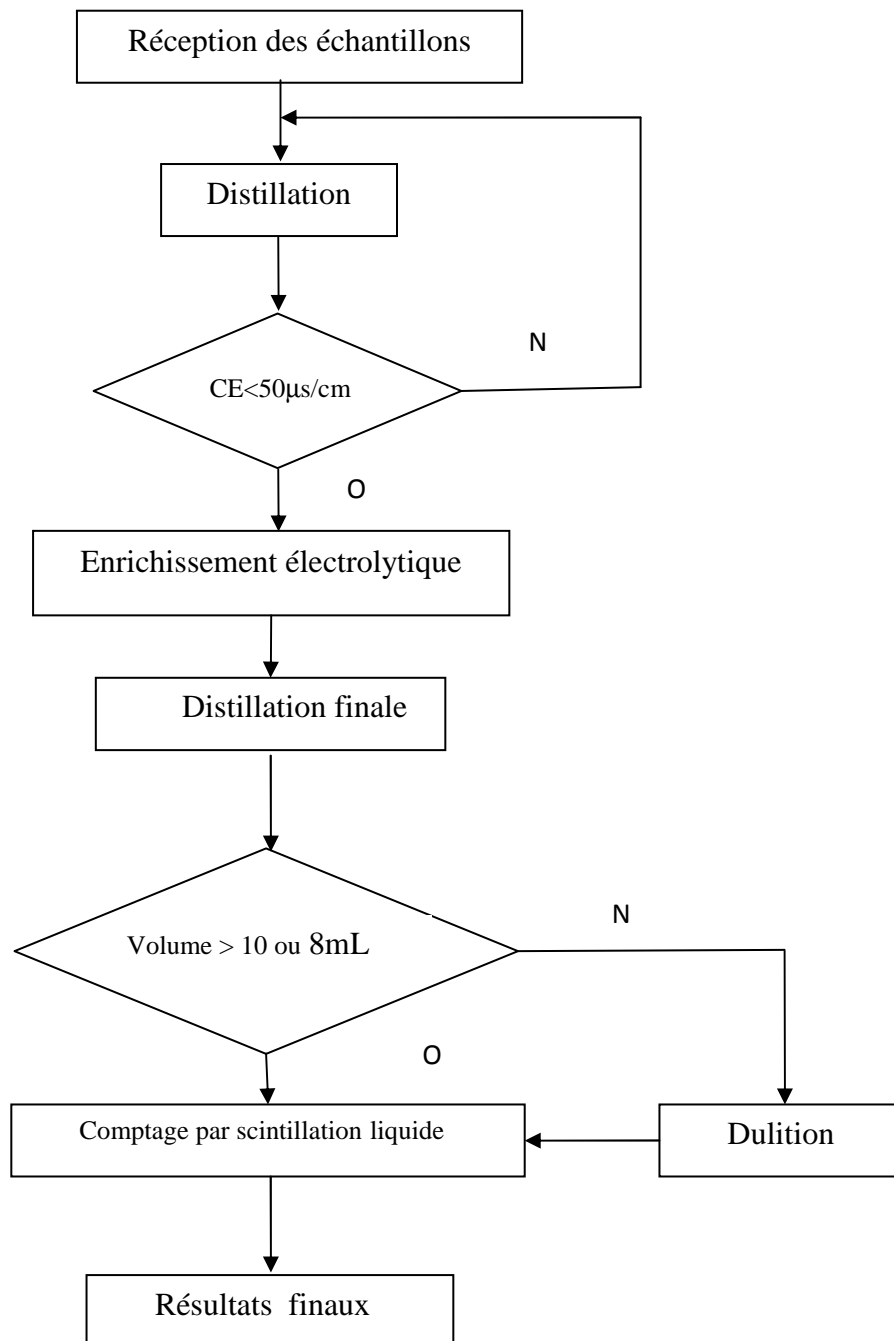 Réception des échantillons
Distillation
N
CE<50µs/cm
O
Enrichissement électrolytique
Distillation finale
N
Volume > 10 ou 8mL
O
Comptage par scintillation liquide
Dulition
Résultats finaux